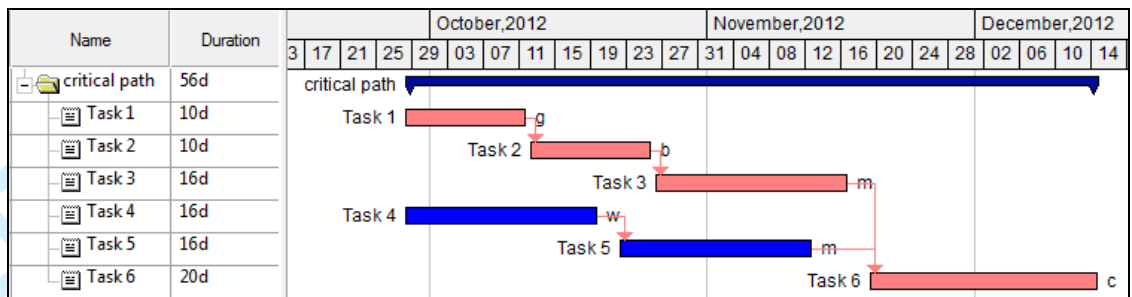 Name Duration October,2012 November,2012 December,2012
3 17 21 25 29 03 07 11 15 19 23 27 31 04 08 12 16 20 24 28 02 06 10 14
critical path 56d critical path
Task 1 10d Task 1 g
Task 2 10d Task 2 b
Task 3 16d Task 3 m
Task 4 16d Task 4 w
Task 5 16d Task 5 m
Task 6 20d Task 6 c